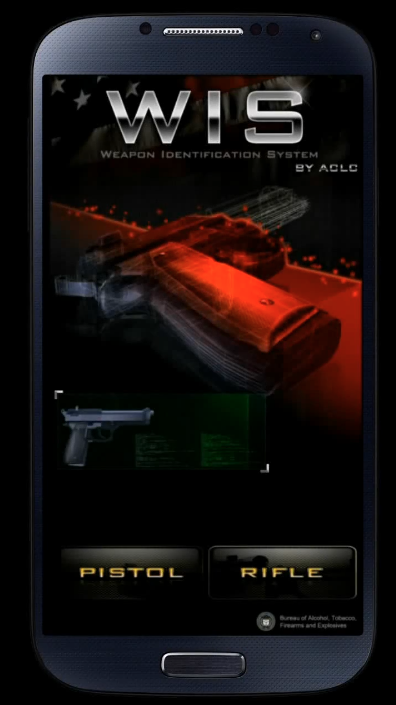 WIS
WEAPON IDENTIFICATION SYSTEM
BY ACLC
PISTOL
RIFLE
Bureau of Alcohol, Tobacco,
Firearms and Explosives